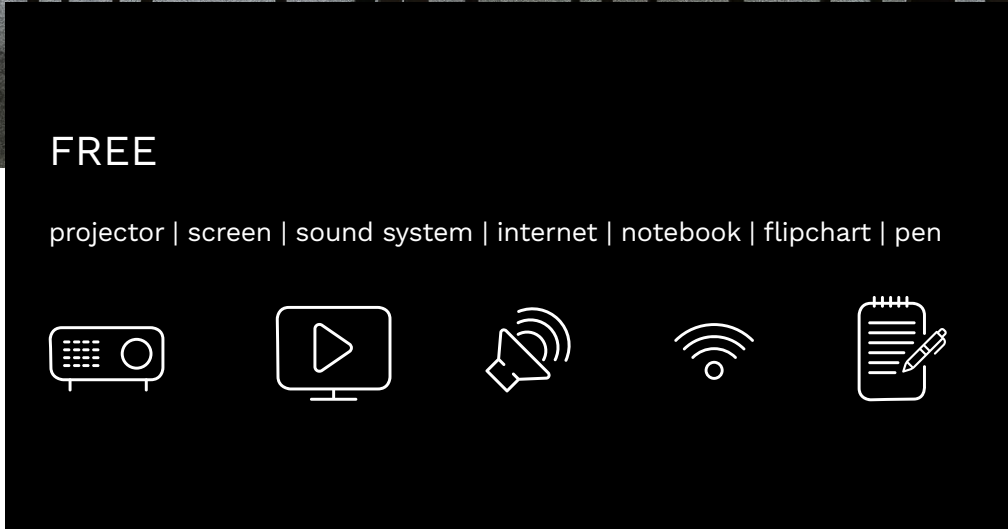 FREE
projector | screen | sound system | internet | notebook | flipchart | pen